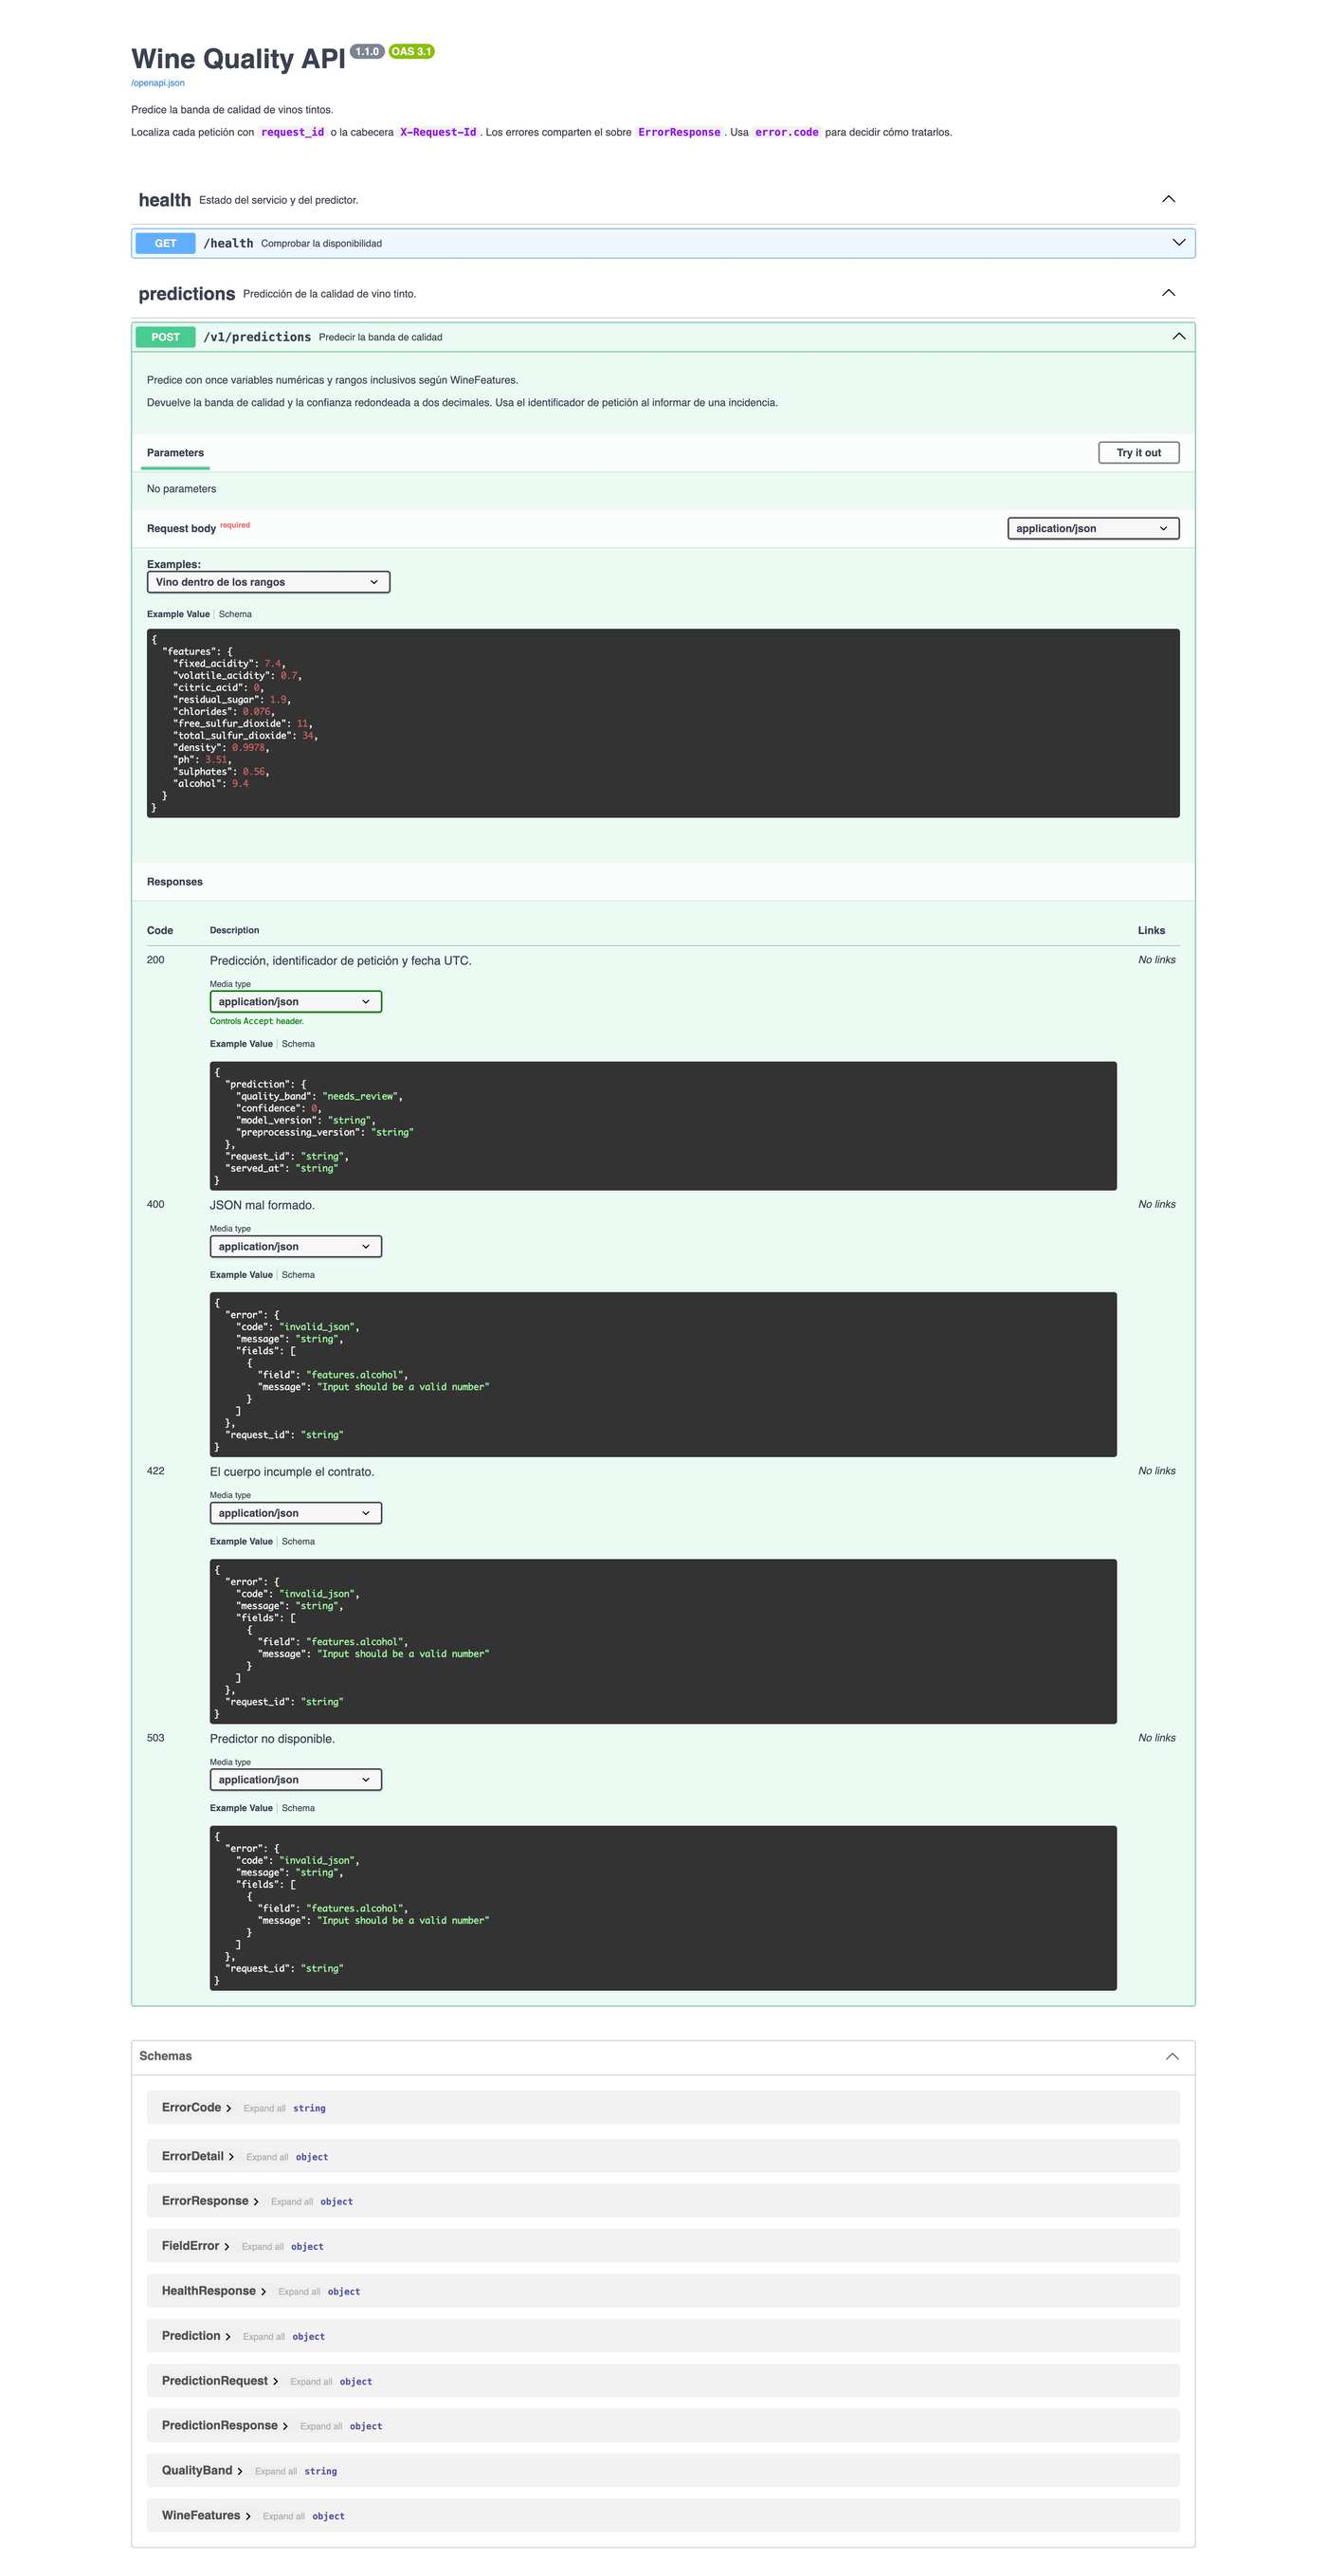 Wine Quality API 1.1.0 OAS 3.1
/openapi.json
Predice la banda de calidad de vinos tintos.
Localiza cada petición con request_id o la cabecera X-Request-Id. Los errores comparten el sobre ErrorResponse. Usa error.code para decidir cómo tratarlos.
health Estado del servicio y del predictor.
GET /health Comprobar la disponibilidad
predictions Predicción de la calidad de vino tinto.
POST /v1/predictions Predecir la banda de calidad
Predice con once variables numéricas y rangos inclusivos según WineFeatures.
Devuelve la banda de calidad y la confianza redondeada a dos decimales. Usa el identificador de petición al informar de una incidencia.
Parameters Try it out
No parameters
Request body required application/json
Examples:
Vino dentro de los rangos
Example Value | Schema
{
  "features": {
    "fixed_acidity": 7.4,
    "volatile_acidity": 0.7,
    "citric_acid": 0,
    "residual_sugar": 1.9,
    "chlorides": 0.076,
    "free_sulfur_dioxide": 11,
    "total_sulfur_dioxide": 34,
    "density": 0.9978,
    "ph": 3.51,
    "sulphates": 0.56,
    "alcohol": 9.4
  }
}
Responses
Code Description Links
200 Predicción, identificador de petición y fecha UTC. No links
Media type
application/json
Controls Accept header.
Example Value | Schema
{
  "prediction": {
    "quality_band": "needs_review",
    "confidence": 0,
    "model_version": "string",
    "preprocessing_version": "string"
  },
  "request_id": "string",
  "served_at": "string"
}
400 JSON mal formado. No links
Media type
application/json
Example Value | Schema
{
  "error": {
    "code": "invalid_json",
    "message": "string",
    "fields": [
      {
        "field": "features.alcohol",
        "message": "Input should be a valid number"
      }
    ]
  },
  "request_id": "string"
}
422 El cuerpo incumple el contrato. No links
Media type
application/json
Example Value | Schema
{
  "error": {
    "code": "invalid_json",
    "message": "string",
    "fields": [
      {
        "field": "features.alcohol",
        "message": "Input should be a valid number"
      }
    ]
  },
  "request_id": "string"
}
503 Predictor no disponible. No links
Media type
application/json
Example Value | Schema
{
  "error": {
    "code": "invalid_json",
    "message": "string",
    "fields": [
      {
        "field": "features.alcohol",
        "message": "Input should be a valid number"
      }
    ]
  },
  "request_id": "string"
}
Schemas
ErrorCode Expand all string
ErrorDetail Expand all object
ErrorResponse Expand all object
FieldError Expand all object
HealthResponse Expand all object
Prediction Expand all object
PredictionRequest Expand all object
PredictionResponse Expand all object
QualityBand Expand all string
WineFeatures Expand all object